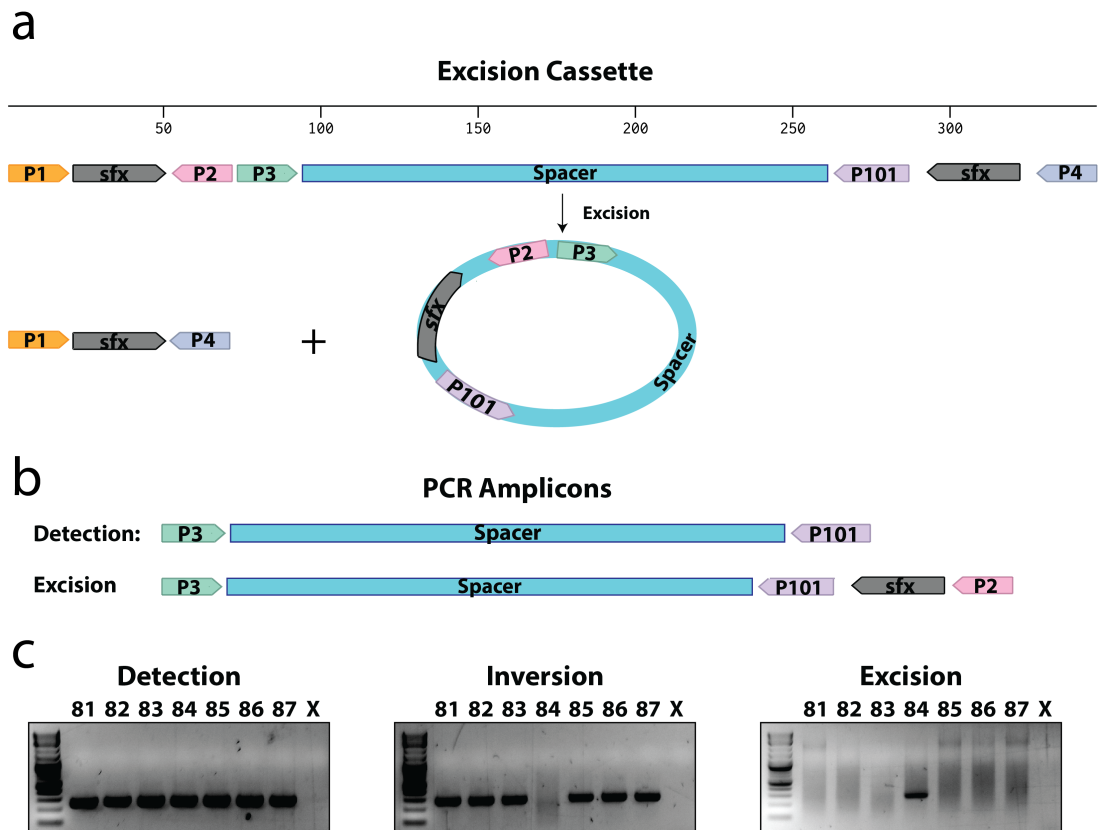 a
Excision Cassette
50 100 150 200 250 300
P1 sfx P2 P3 Spacer P101 sfx P4
Excision
P2 P3
sfx
P1 sfx P4 +
Spacer
P101
b
PCR Amplicons
Detection: P3 Spacer P101
Excision P3 Spacer P101 sfx P2
c
Detection Inversion Excision
81 82 83 84 85 86 87 X 81 82 83 84 85 86 87 X 81 82 83 84 85 86 87 X